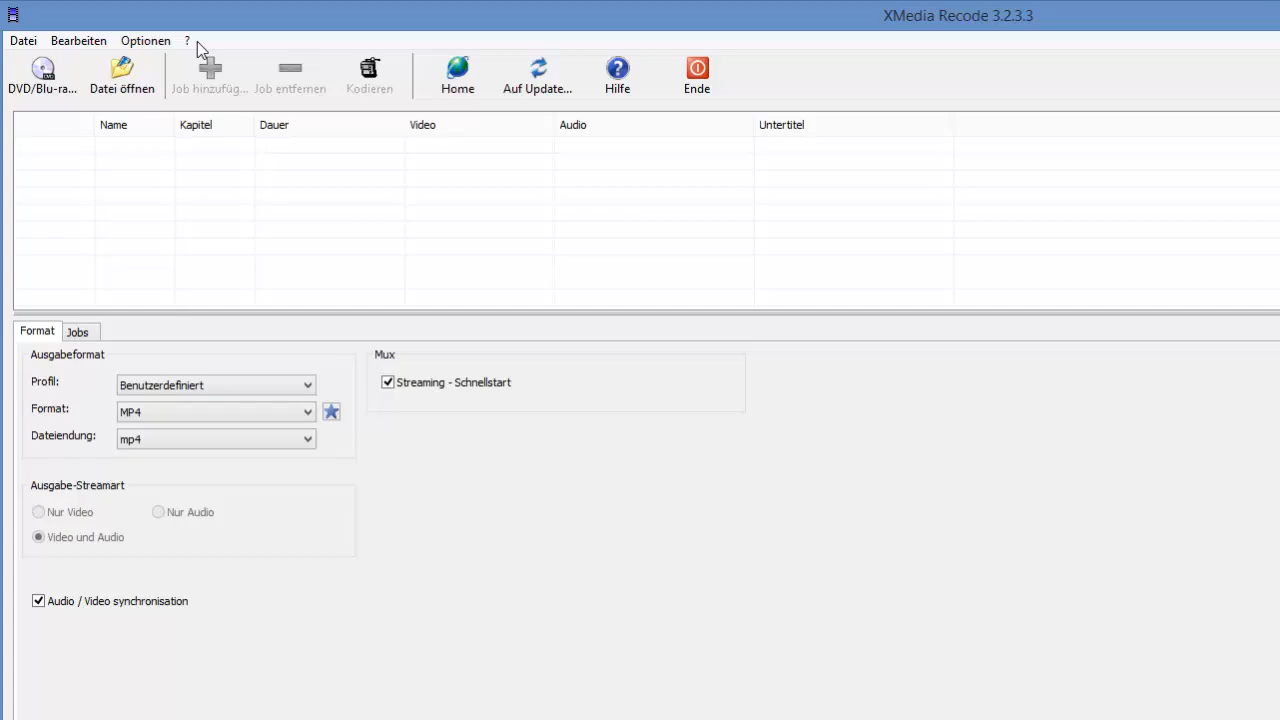 XMedia Recode 3.2.3.3
Datei Bearbeiten Optionen ?
DVD/Blu-ra... Datei öffnen Job hinzufüg... Job entfernen Kodieren Home Auf Update... Hilfe Ende
Name Kapitel Dauer Video Audio Untertitel
Format Jobs
Ausgabeformat
Profil: Benutzerdefiniert
Format: MP4
Dateiendung: mp4
Mux
Streaming - Schnellstart
Ausgabe-Streamart
Nur Video Nur Audio
Video und Audio
Audio / Video synchronisation